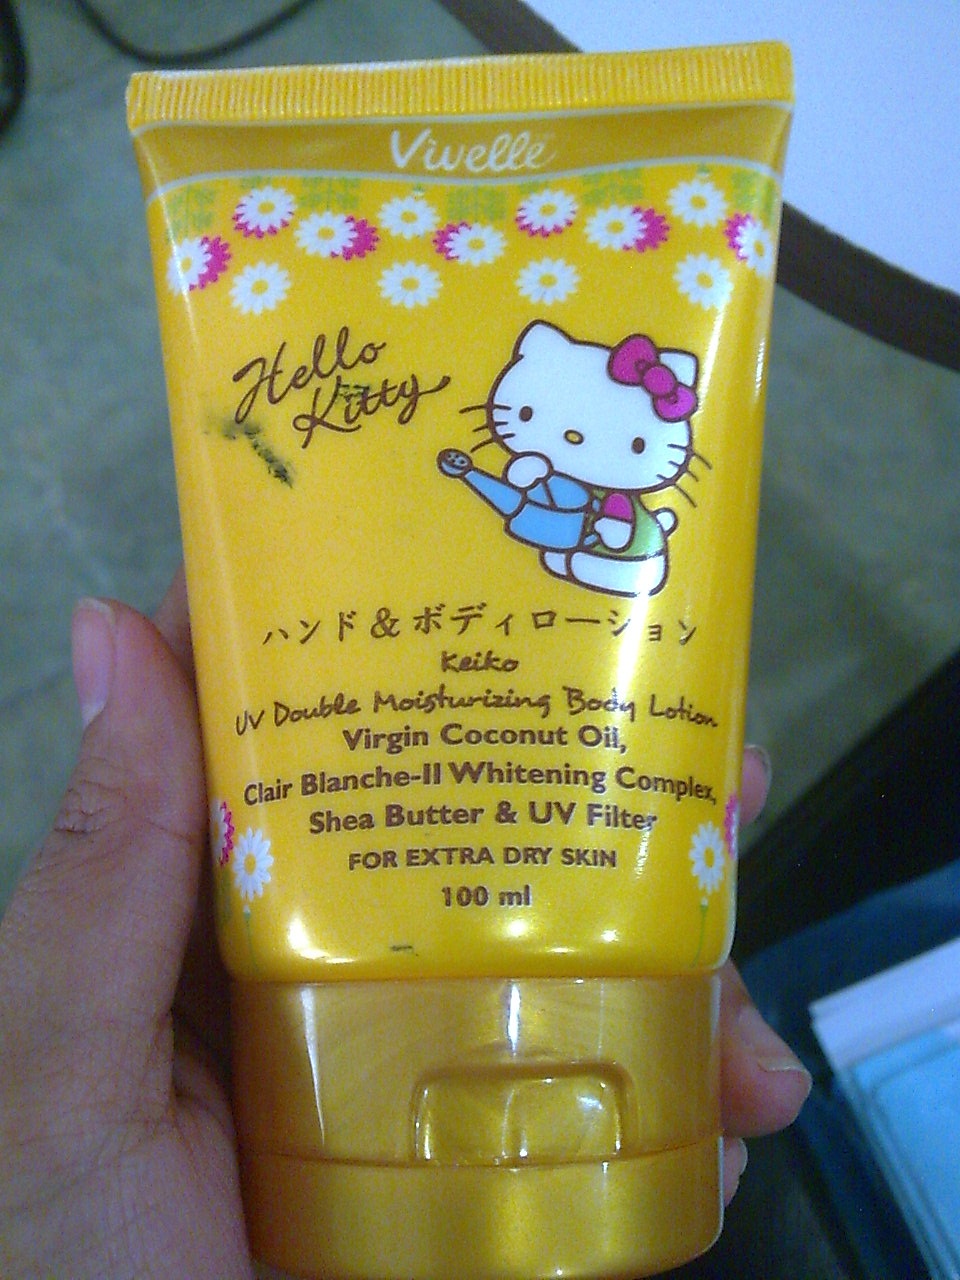 Vivelle
Hello
Kitty
ハンド&ボディローション
Keiko
UV Double Moisturizing Body Lotion
Virgin Coconut Oil,
Clair Blanche-II Whitening Complex,
Shea Butter & UV Filter
FOR EXTRA DRY SKIN
100 ml